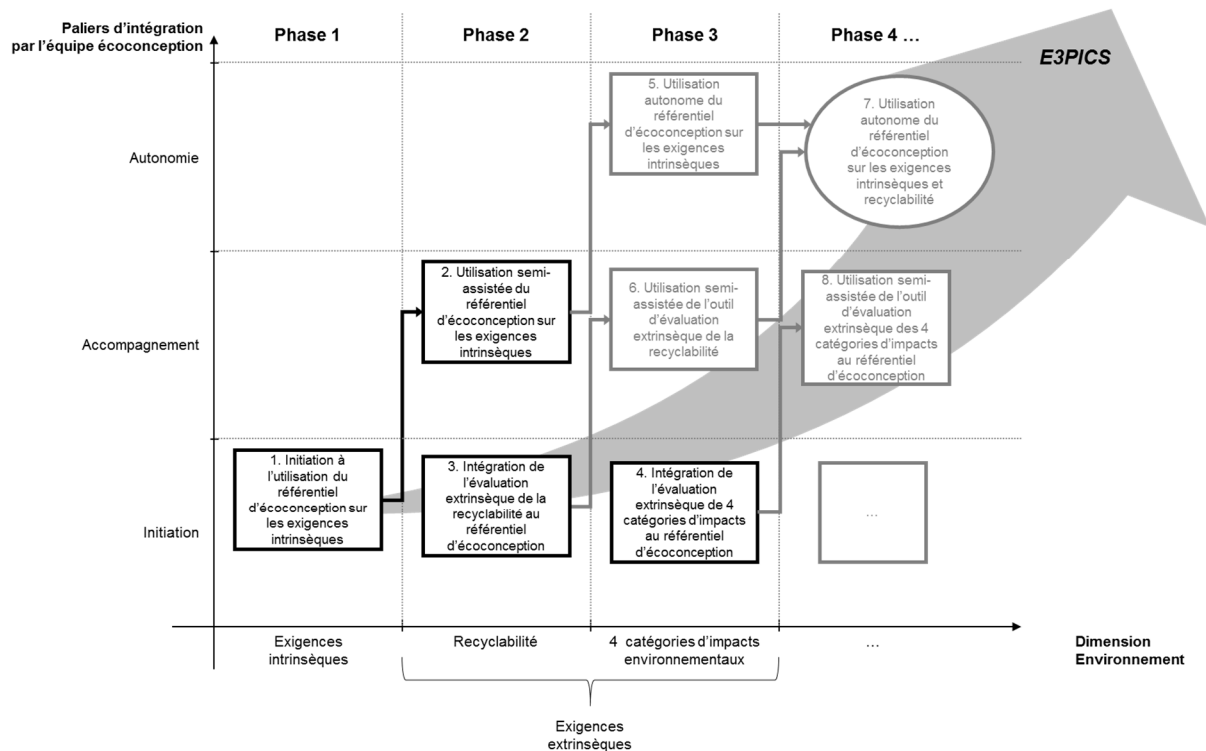 Paliers d’intégration
par l’équipe écoconception
Phase 1
Phase 2
Phase 3
Phase 4 …
E3PICS
Autonomie
5. Utilisation
autonome du
référentiel
d’écoconception sur
les exigences
intrinsèques
7. Utilisation
autonome du
référentiel
d’écoconception
sur les exigences
intrinsèques et
recyclabilité
Accompagnement
2. Utilisation semi-
assistée du
référentiel
d’écoconception sur
les exigences
intrinsèques
6. Utilisation semi-
assistée de l’outil
d’évaluation
extrinsèque de la
recyclabilité
8. Utilisation semi-
assistée de l’outil
d’évaluation
extrinsèque des 4
catégories d’impacts
au référentiel
d’écoconception
Initiation
1. Initiation à
l’utilisation du
référentiel
d’écoconception sur
les exigences
intrinsèques
3. Intégration de
l’évaluation
extrinsèque de la
recyclabilité au
référentiel
d’écoconception
4. Intégration de
l’évaluation
extrinsèque de 4
catégories d’impacts
au référentiel
d’écoconception
…
Exigences
intrinsèques
Recyclabilité
4 catégories d’impacts
environnementaux
…
Dimension
Environnement
Exigences
extrinsèques